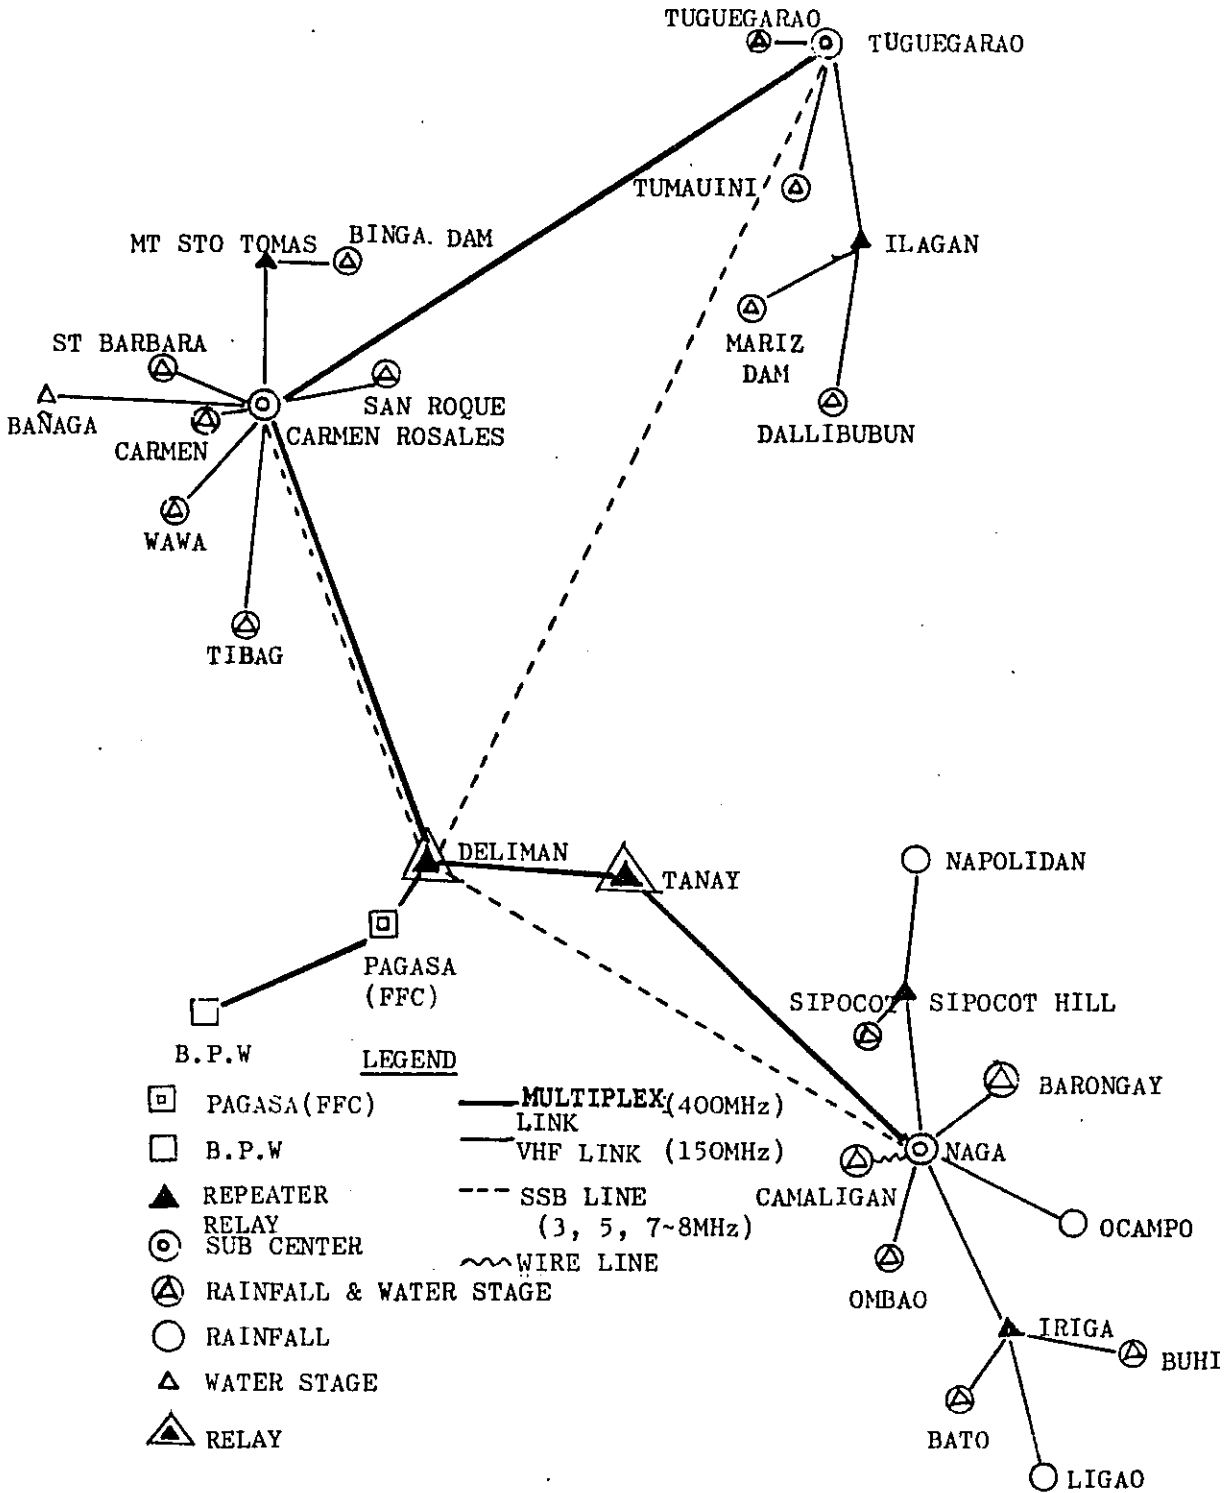 TUGUEGARAO
TUGUEGARAO
TUMAUINI
ILAGAN
MT STO TOMAS
BINGA. DAM
MARIZ
DAM
ST BARBARA
SAN ROQUE
BAÑAGA
CARMEN
CARMEN ROSALES
DALLIBUBUN
WAWA
TIBAG
DELIMAN
TANAY
NAPOLIDAN
PAGASA
(FFC)
SIPOCOT
SIPOCOT HILL
B.P.W
BARONGAY
NAGA
CAMALIGAN
OCAMPO
OMBAO
IRIGA
BUHI
BATO
LIGAO
LEGEND
PAGASA(FFC)
B.P.W
REPEATER
RELAY
SUB CENTER
RAINFALL & WATER STAGE
RAINFALL
WATER STAGE
RELAY
MULTIPLEX (400MHz)
LINK
VHF LINK (150MHz)
SSB LINE
(3, 5, 7~8MHz)
WIRE LINE